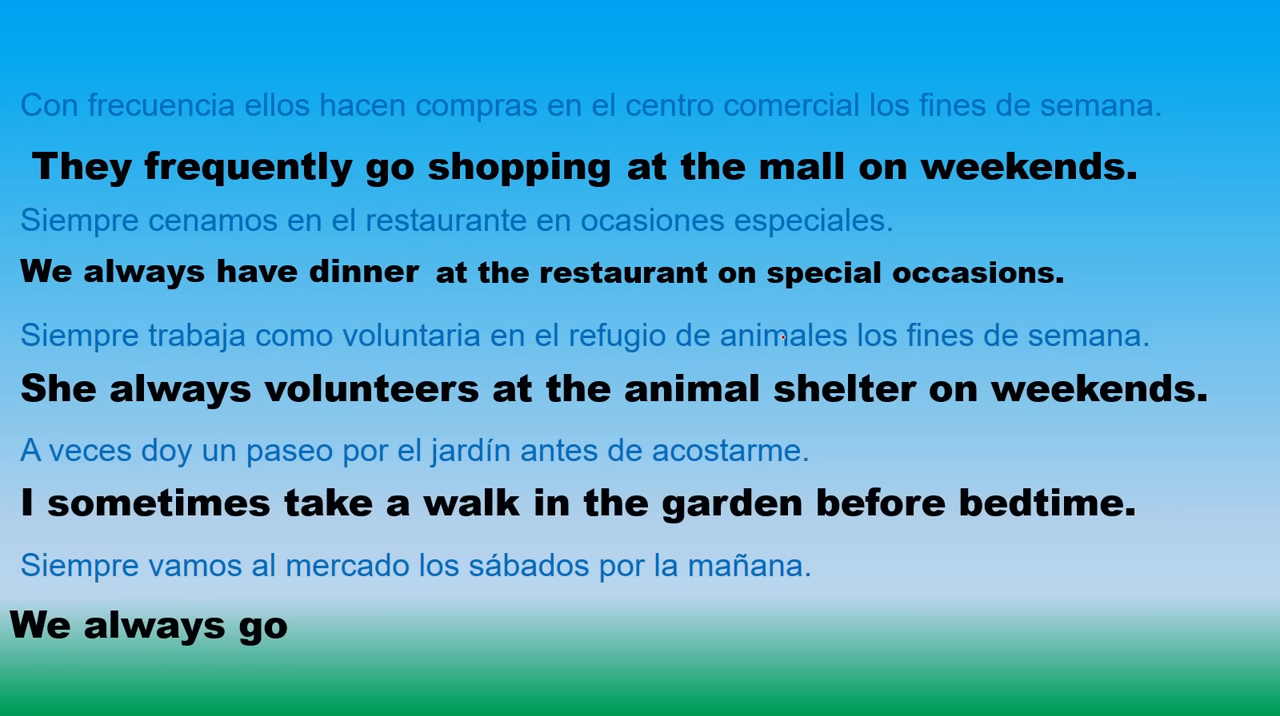 Con frecuencia ellos hacen compras en el centro comercial los fines de semana.
They frequently go shopping at the mall on weekends.
Siempre cenamos en el restaurante en ocasiones especiales.
We always have dinner at the restaurant on special occasions.
Siempre trabaja como voluntaria en el refugio de animales los fines de semana.
She always volunteers at the animal shelter on weekends.
A veces doy un paseo por el jardín antes de acostarme.
I sometimes take a walk in the garden before bedtime.
Siempre vamos al mercado los sábados por la mañana.
We always go